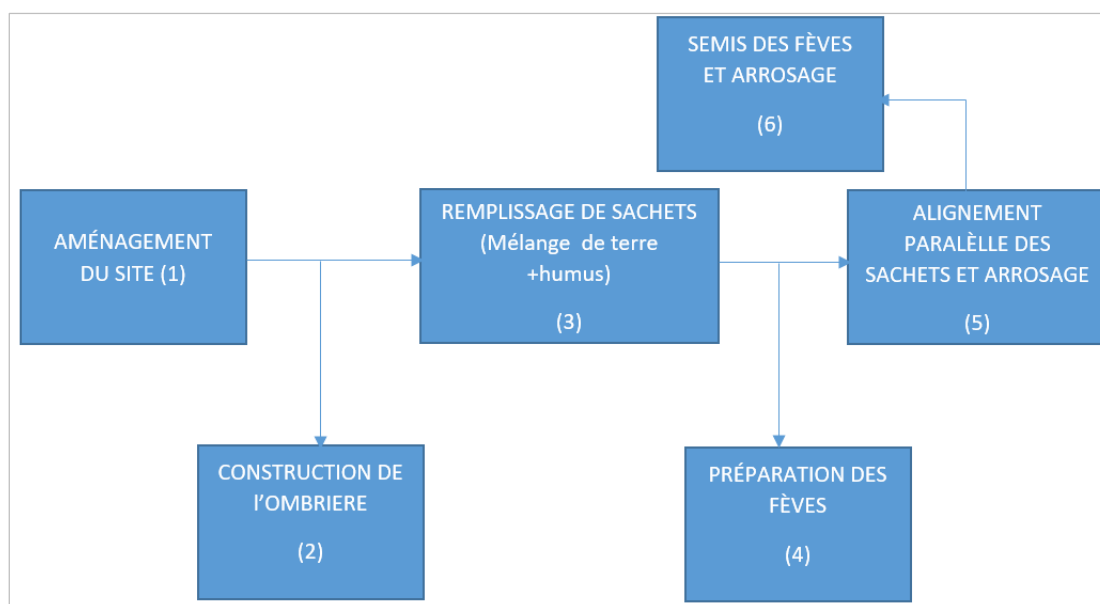 SEMIS DES FÈVES
ET ARROSAGE
(6)
AMÉNAGEMENT
DU SITE (1)
REMPLISSAGE DE SACHETS
(Mélange de terre
+humus)
(3)
ALIGNEMENT
PARALÈLLE DES
SACHETS ET ARROSAGE
(5)
CONSTRUCTION DE
l’OMBRIERE
(2)
PRÉPARATION DES
FÈVES
(4)